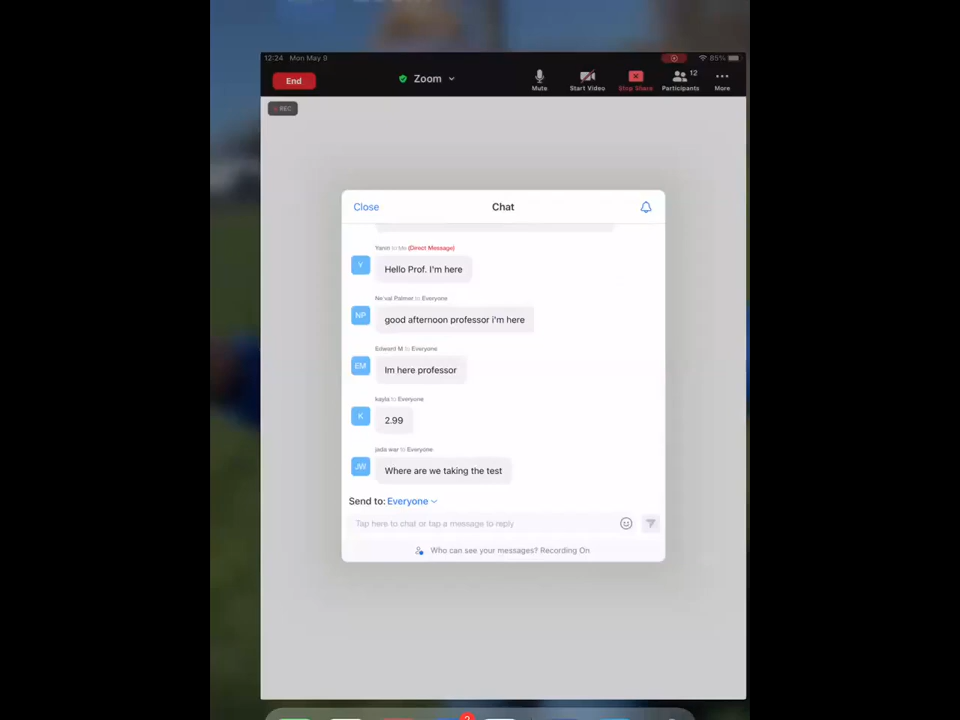 12:24 Mon May 9
85%
End
Zoom
Mute
Start Video
Stop Share
12
Participants
More
REC
Close
Chat
Yanin to Me (Direct Message)
Y
Hello Prof. I'm here
Ne'val Palmer to Everyone
NP
good afternoon professor i'm here
Edward M to Everyone
EM
Im here professor
kayla to Everyone
K
2.99
jada war to Everyone
JW
Where are we taking the test
Send to: Everyone
Tap here to chat or tap a message to reply
Who can see your messages? Recording On
2